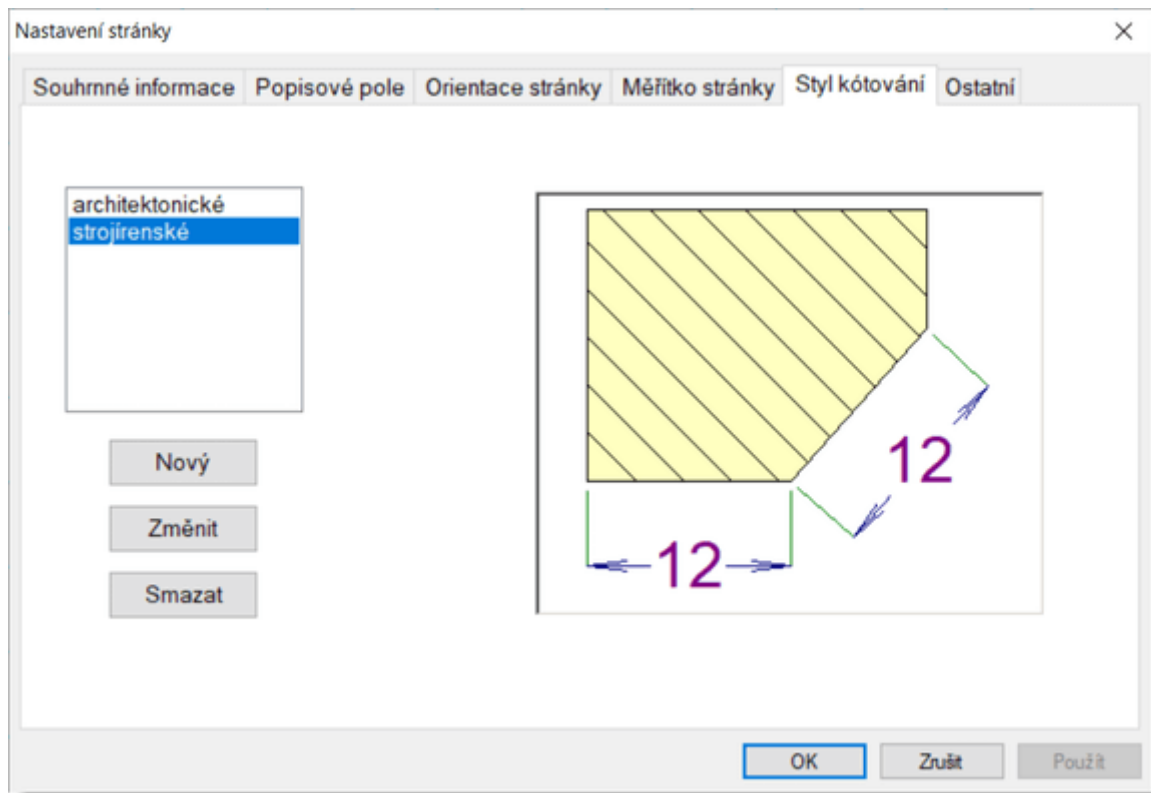 Nastavení stránky
Souhrnné informace Popisové pole Orientace stránky Měřítko stránky Styl kótování Ostatní
architektonické
strojírenské
Nový
Změnit
Smazat
12
12
OK Zrušit Použít